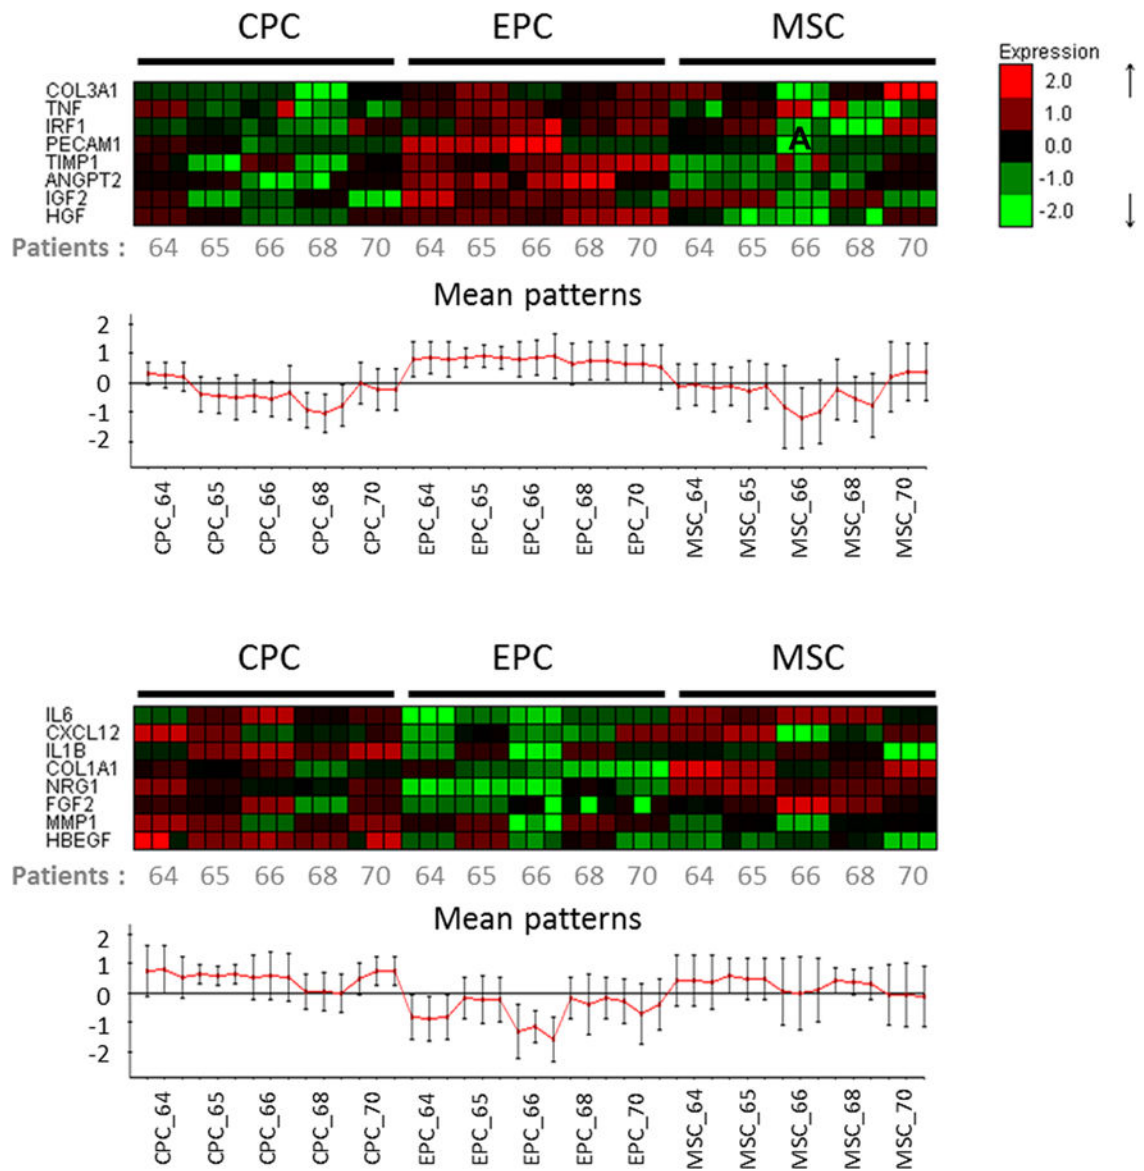 CPC EPC MSC
Expression
2.0
1.0
0.0
-1.0
-2.0
COL3A1
TNF
IRF1
PECAM1
TIMP1
ANGPT2
IGF2
HGF
A
Patients : 64 65 66 68 70 64 65 66 68 70 64 65 66 68 70
Mean patterns
2
1
0
-1
-2
CPC_64 CPC_65 CPC_66 CPC_68 CPC_70 EPC_64 EPC_65 EPC_66 EPC_68 EPC_70 MSC_64 MSC_65 MSC_66 MSC_68 MSC_70
CPC EPC MSC
IL6
CXCL12
IL1B
COL1A1
NRG1
FGF2
MMP1
HBEGF
Patients : 64 65 66 68 70 64 65 66 68 70 64 65 66 68 70
Mean patterns
2
1
0
-1
-2
CPC_64 CPC_65 CPC_66 CPC_68 CPC_70 EPC_64 EPC_65 EPC_66 EPC_68 EPC_70 MSC_64 MSC_65 MSC_66 MSC_68 MSC_70